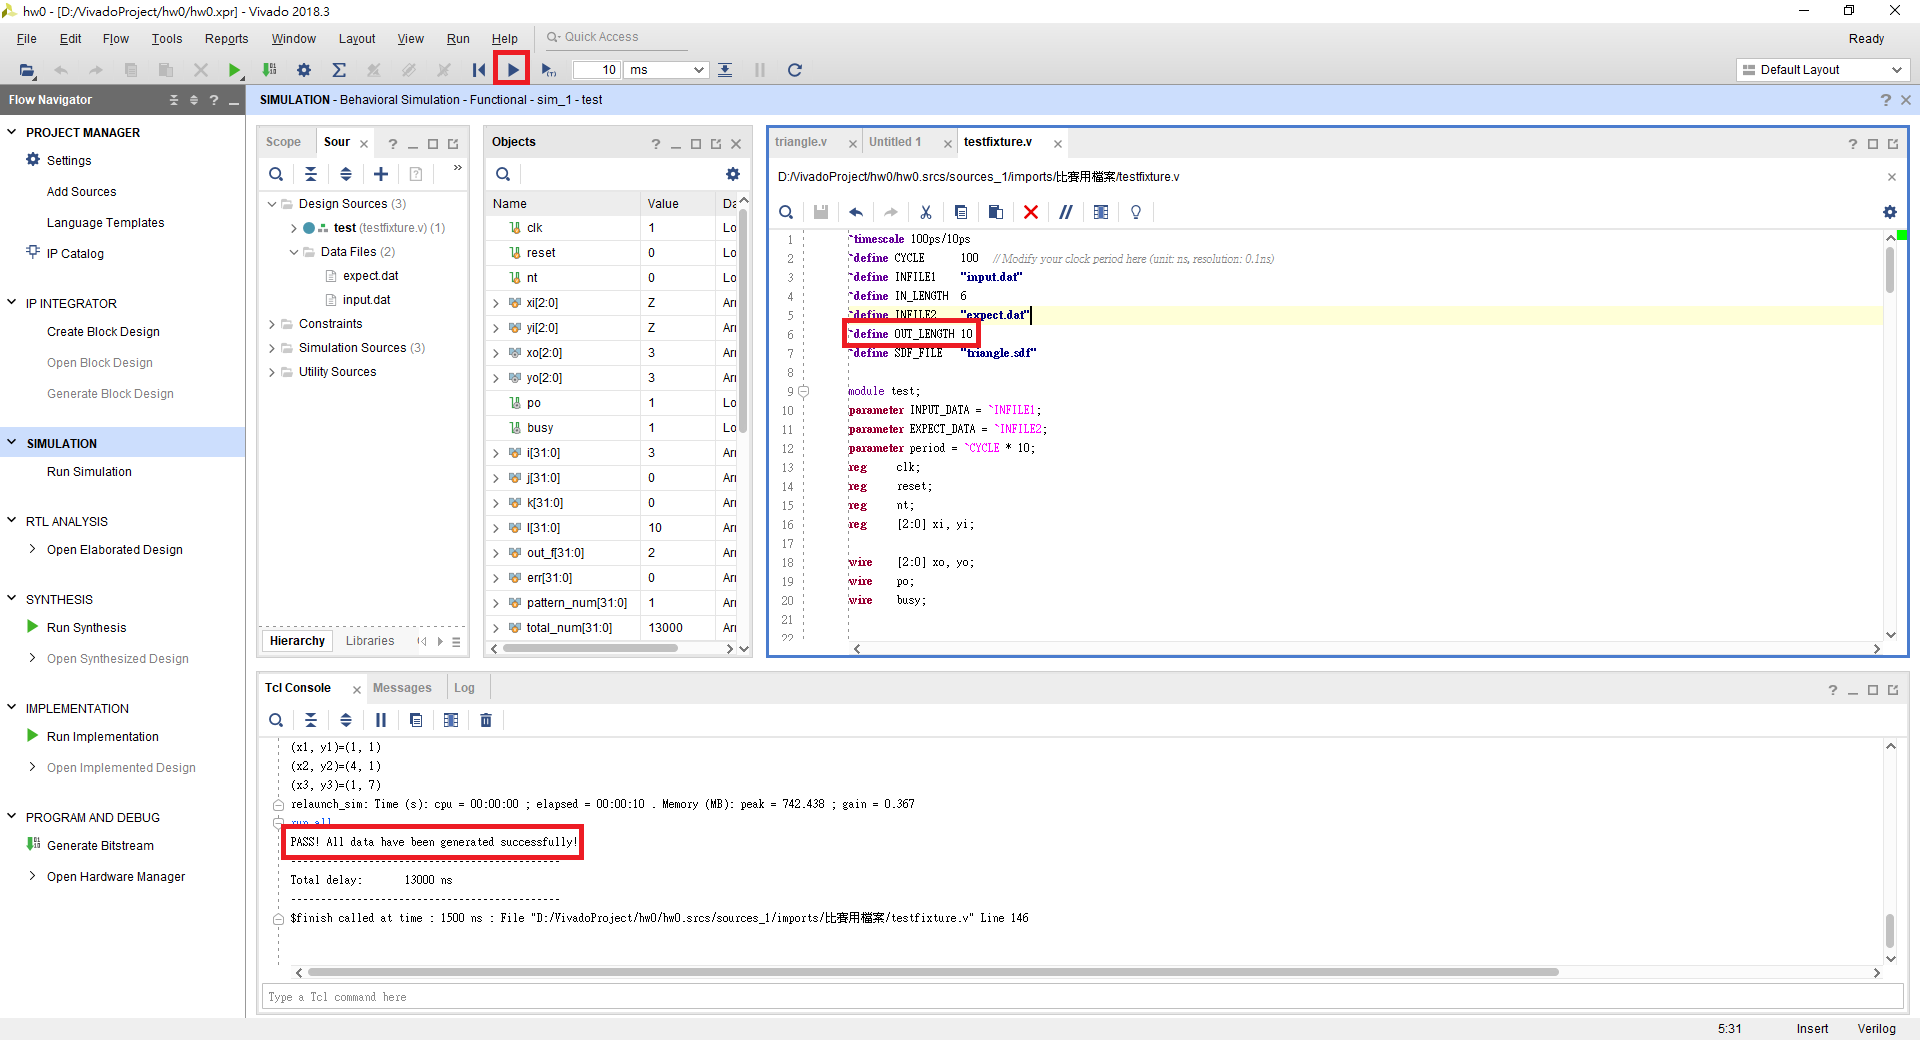 hw0 - [D:/VivadoProject/hw0/hw0.xpr] - Vivado 2018.3
File Edit Flow Tools Reports Window Layout View Run Help Quick Access Ready
10 ms Default Layout
Flow Navigator
SIMULATION - Behavioral Simulation - Functional - sim_1 - test
PROJECT MANAGER
Settings
Add Sources
Language Templates
IP Catalog
IP INTEGRATOR
Create Block Design
Open Block Design
Generate Block Design
SIMULATION
Run Simulation
RTL ANALYSIS
Open Elaborated Design
SYNTHESIS
Run Synthesis
Open Synthesized Design
IMPLEMENTATION
Run Implementation
Open Implemented Design
PROGRAM AND DEBUG
Generate Bitstream
Open Hardware Manager
Scope Sour
Design Sources (3)
test (testfixture.v) (1)
Data Files (2)
expect.dat
input.dat
Constraints
Simulation Sources (3)
Utility Sources
Hierarchy Libraries
Objects
Name Value Da
clk 1 Lo
reset 0 Lo
nt 0 Lo
xi[2:0] Z Arr
yi[2:0] Z Arr
xo[2:0] 3 Arr
yo[2:0] 3 Arr
po 1 Lo
busy 1 Lo
i[31:0] 3 Arr
j[31:0] 0 Arr
k[31:0] 0 Arr
l[31:0] 10 Arr
out_f[31:0] 2 Arr
err[31:0] 0 Arr
pattern_num[31:0] 1 Arr
total_num[31:0] 13000 Arr
triangle.v Untitled 1 testfixture.v
D:/VivadoProject/hw0/hw0.srcs/sources_1/imports/比賽用檔案/testfixture.v
1 `timescale 100ps/10ps
2 `define CYCLE 100 // Modify your clock period here (unit: ns, resolution: 0.1ns)
3 `define INFILE1 "input.dat"
4 `define IN_LENGTH 6
5 `define INFILE2 "expect.dat"
6 `define OUT_LENGTH 10
7 `define SDF_FILE "triangle.sdf"
8
9 module test;
10 parameter INPUT_DATA = `INFILE1;
11 parameter EXPECT_DATA = `INFILE2;
12 parameter period = `CYCLE * 10;
13 reg clk;
14 reg reset;
15 reg nt;
16 reg [2:0] xi, yi;
17
18 wire [2:0] xo, yo;
19 wire po;
20 wire busy;
21
22
Tcl Console Messages Log
(x1, y1)=(1, 1)
(x2, y2)=(4, 1)
(x3, y3)=(1, 7)
relaunch_sim: Time (s): cpu = 00:00:00 ; elapsed = 00:00:10 . Memory (MB): peak = 742.438 ; gain = 0.367
run all
PASS! All data have been generated successfully!
---------------------------------------------
Total delay: 13000 ns
---------------------------------------------
$finish called at time : 1500 ns : File "D:/VivadoProject/hw0/hw0.srcs/sources_1/imports/比賽用檔案/testfixture.v" Line 146
Type a Tcl command here
5:31 Insert Verilog